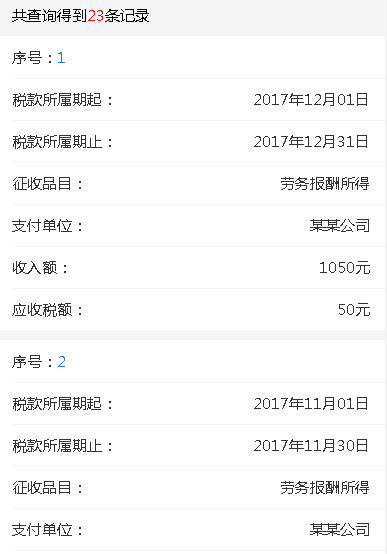 共查询得到23条记录
序号：1
税款所属期起： 2017年12月01日
税款所属期止： 2017年12月31日
征收品目： 劳务报酬所得
支付单位： 某某公司
收入额： 1050元
应收税额： 50元
序号：2
税款所属期起： 2017年11月01日
税款所属期止： 2017年11月30日
征收品目： 劳务报酬所得
支付单位： 某某公司